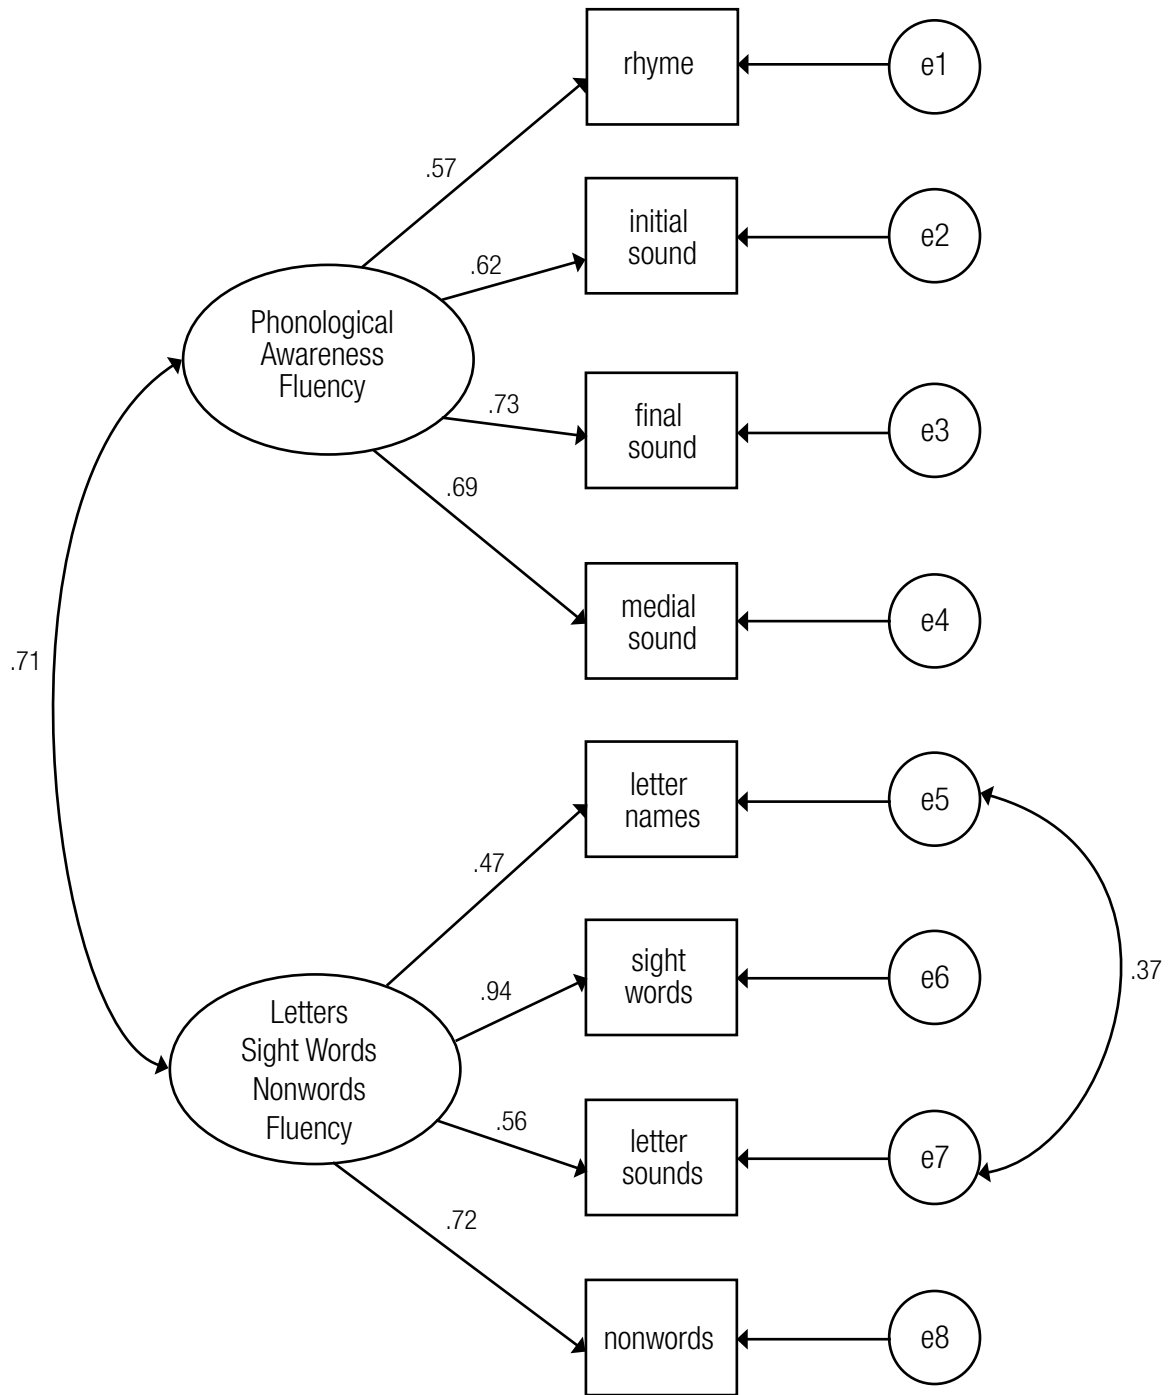 rhyme
e1
.57
initial
sound
e2
.62
Phonological
Awareness
Fluency
.73
final
sound
e3
.69
medial
sound
e4
.71
letter
names
e5
.47
sight
words
e6
.94
.37
Letters
Sight Words
Nonwords
Fluency
.56
letter
sounds
e7
.72
nonwords
e8